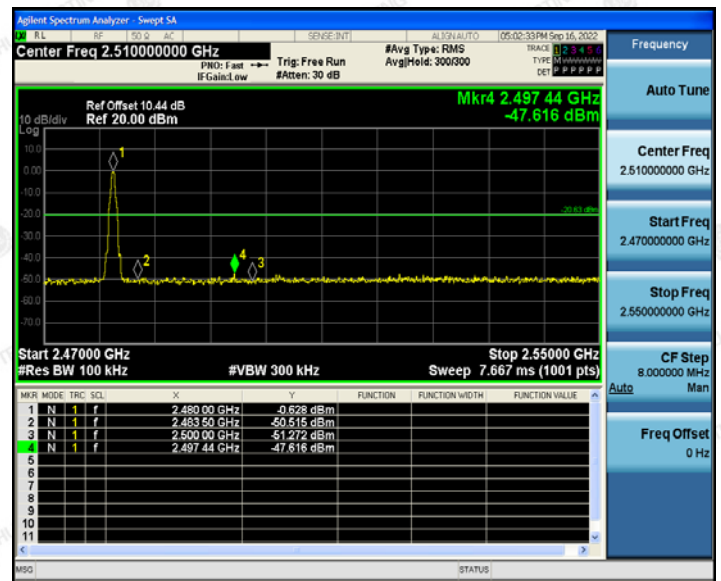 Agilent Spectrum Analyzer - Swept SA
RL RF 50 Ω AC SENSE:INT ALIGNAUTO 05:02:33 PM Sep 16, 2022
Center Freq 2.510000000 GHz
PNO: Fast
IFGain:Low
Trig: Free Run
#Atten: 30 dB
#Avg Type: RMS
Avg|Hold: 300/300
TRACE 1 2 3 4 5 6
TYPE M WWWWW
DET P P P P P P
Mkr4 2.497 44 GHz
-47.616 dBm
Ref Offset 10.44 dB
Ref 20.00 dBm
10 dB/div
Log
10.0
0.00
-10.0
-20.0
-30.0
-40.0
-50.0
-60.0
-70.0
1
2
4
3
-20.63 dBm
Start 2.47000 GHz
Stop 2.55000 GHz
#Res BW 100 kHz
#VBW 300 kHz
Sweep 7.667 ms (1001 pts)
MKR MODE TRC SCL X Y FUNCTION FUNCTION WIDTH FUNCTION VALUE
1 N 1 f 2.480 00 GHz -0.628 dBm
2 N 1 f 2.483 50 GHz -50.515 dBm
3 N 1 f 2.500 00 GHz -51.272 dBm
4 N 1 f 2.497 44 GHz -47.616 dBm
5
6
7
8
9
10
11
MSG
STATUS
Frequency
Auto Tune
Center Freq
2.510000000 GHz
Start Freq
2.470000000 GHz
Stop Freq
2.550000000 GHz
CF Step
8.000000 MHz
Auto Man
Freq Offset
0 Hz